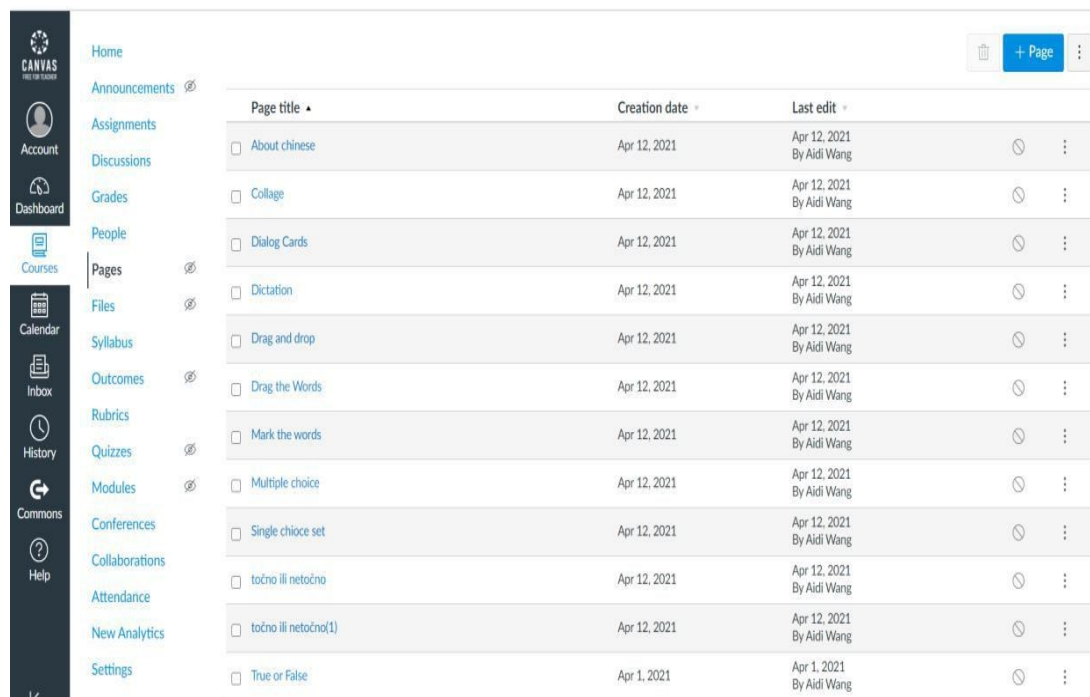 CANVAS
FREE FOR TEACHER
Account
Dashboard
Courses
Calendar
Inbox
History
Commons
Help
Home
Announcements
Assignments
Discussions
Grades
People
Pages
Files
Syllabus
Outcomes
Rubrics
Quizzes
Modules
Conferences
Collaborations
Attendance
New Analytics
Settings
+ Page
Page title Creation date Last edit
About chinese Apr 12, 2021 Apr 12, 2021
By Aidi Wang
Collage Apr 12, 2021 Apr 12, 2021
By Aidi Wang
Dialog Cards Apr 12, 2021 Apr 12, 2021
By Aidi Wang
Dictation Apr 12, 2021 Apr 12, 2021
By Aidi Wang
Drag and drop Apr 12, 2021 Apr 12, 2021
By Aidi Wang
Drag the Words Apr 12, 2021 Apr 12, 2021
By Aidi Wang
Mark the words Apr 12, 2021 Apr 12, 2021
By Aidi Wang
Multiple choice Apr 12, 2021 Apr 12, 2021
By Aidi Wang
Single chioce set Apr 12, 2021 Apr 12, 2021
By Aidi Wang
točno ili netočno Apr 12, 2021 Apr 12, 2021
By Aidi Wang
točno ili netočno(1) Apr 12, 2021 Apr 12, 2021
By Aidi Wang
True or False Apr 1, 2021 Apr 1, 2021
By Aidi Wang